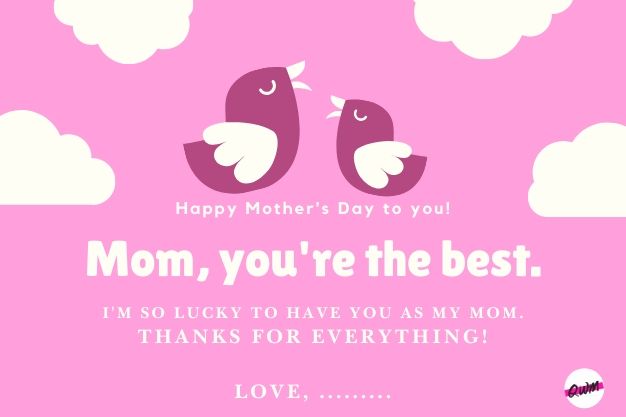 Happy Mother's Day to you!
Mom, you're the best.
I'M SO LUCKY TO HAVE YOU AS MY MOM.
THANKS FOR EVERYTHING!
LOVE, .........
QWM